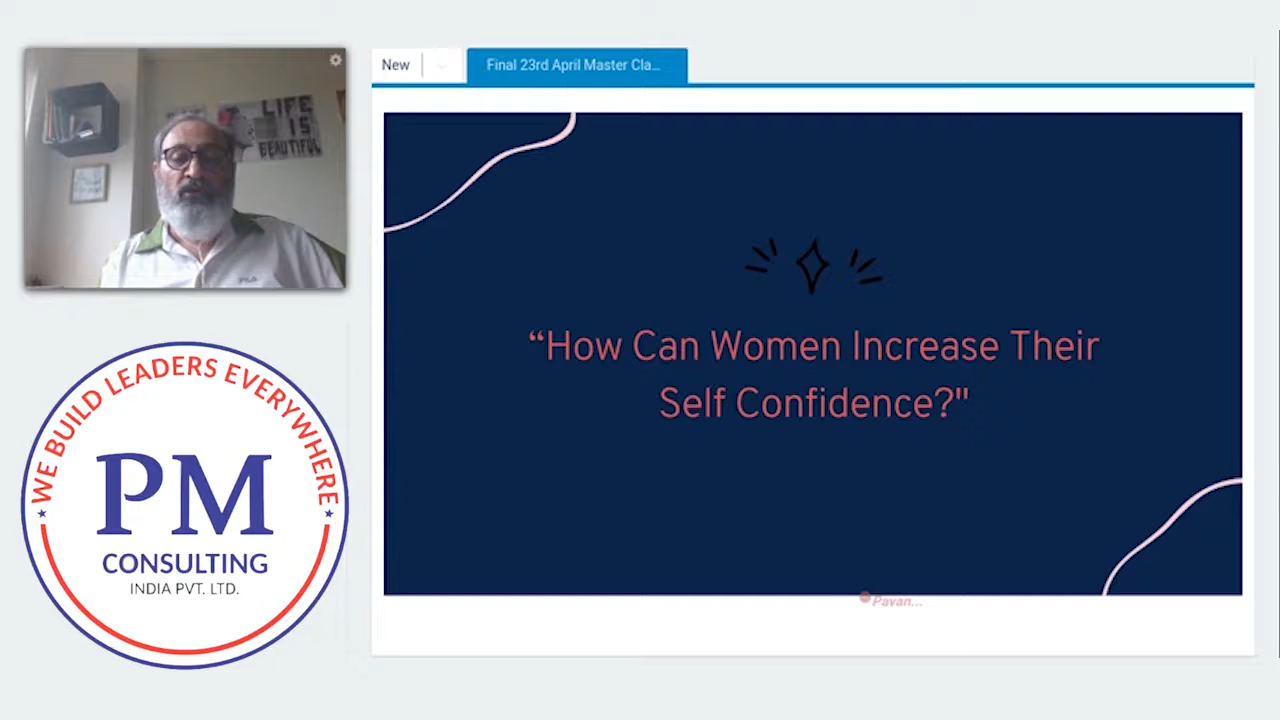 LIFE
IS
BEAUTIFUL
FILA
WE BUILD LEADERS EVERYWHERE
PM
CONSULTING
INDIA PVT. LTD.
New
Final 23rd April Master Cla...
“How Can Women Increase Their
Self Confidence?"
Pavan...